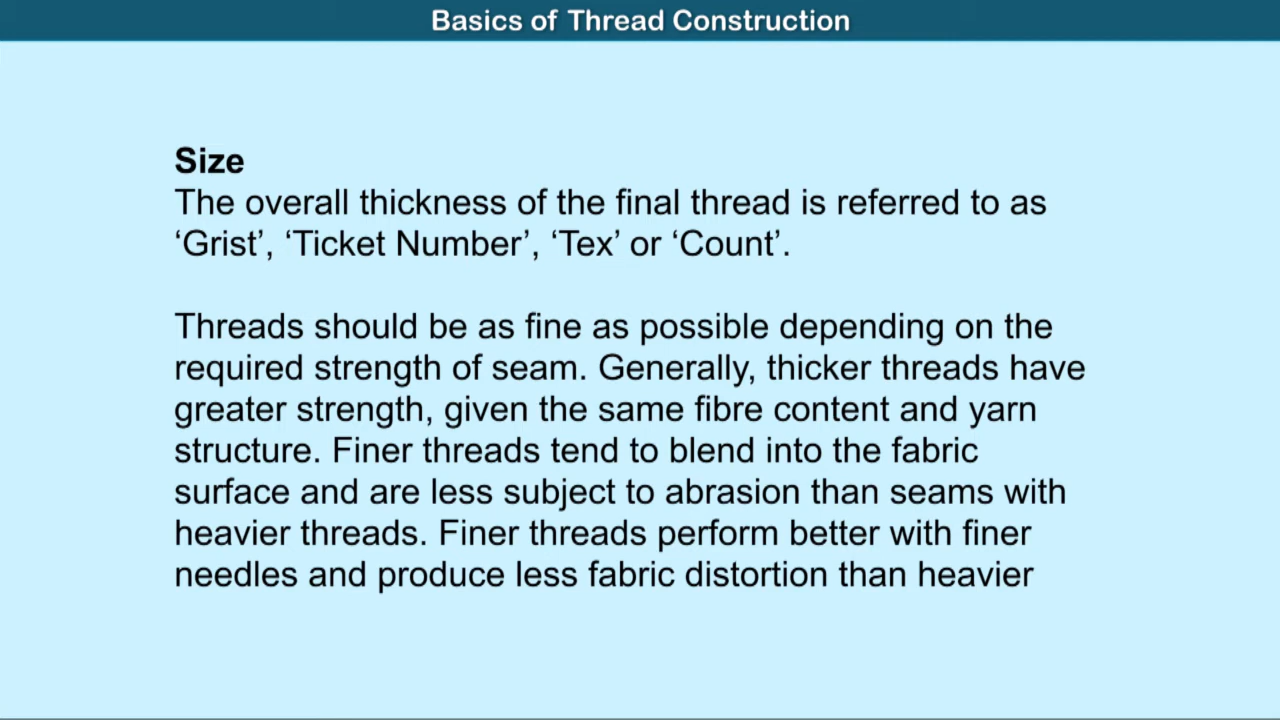 Basics of Thread Construction
Size
The overall thickness of the final thread is referred to as
‘Grist’, ‘Ticket Number’, ‘Tex’ or ‘Count’.
Threads should be as fine as possible depending on the
required strength of seam. Generally, thicker threads have
greater strength, given the same fibre content and yarn
structure. Finer threads tend to blend into the fabric
surface and are less subject to abrasion than seams with
heavier threads. Finer threads perform better with finer
needles and produce less fabric distortion than heavier